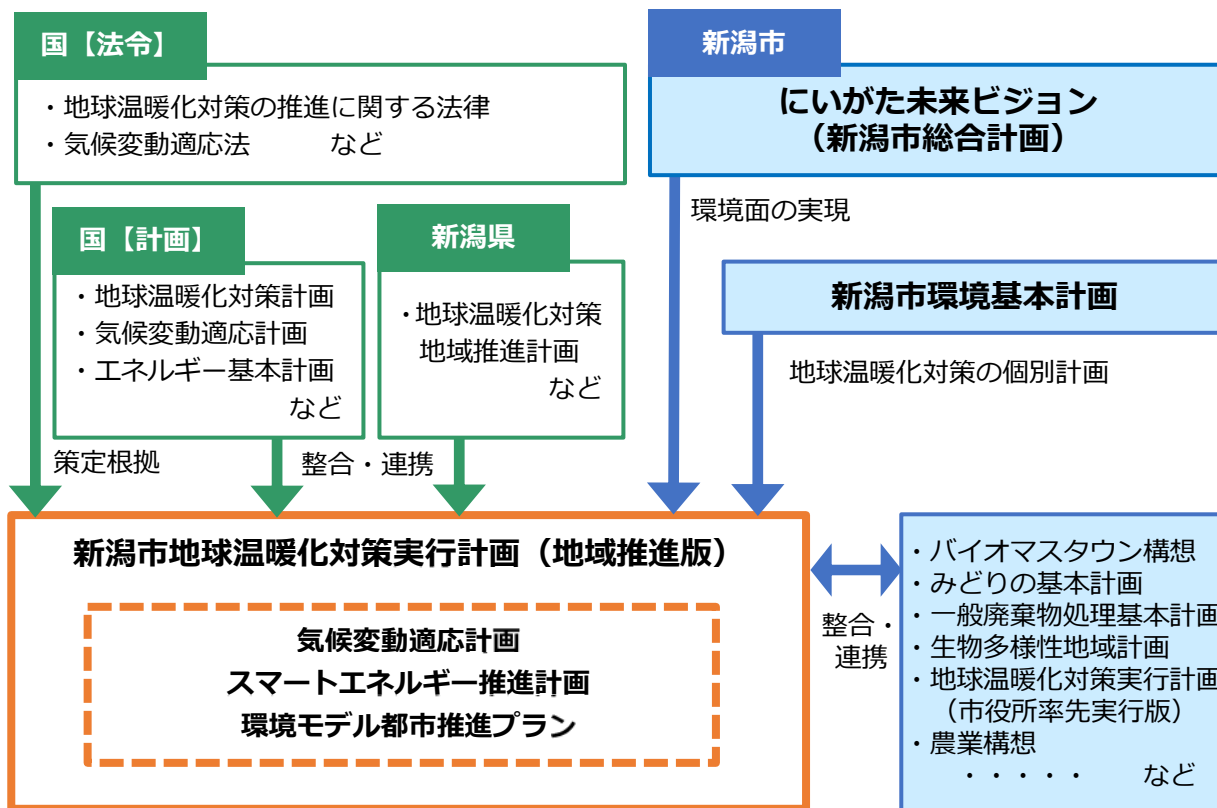 国【法令】
・地球温暖化対策の推進に関する法律
・気候変動適応法　　　など
新潟市
にいがた未来ビジョン
（新潟市総合計画）
環境面の実現
国【計画】
・地球温暖化対策計画
・気候変動適応計画
・エネルギー基本計画
など
新潟県
・地球温暖化対策
地域推進計画
など
新潟市環境基本計画
地球温暖化対策の個別計画
策定根拠
整合・連携
新潟市地球温暖化対策実行計画（地域推進版）
気候変動適応計画
スマートエネルギー推進計画
環境モデル都市推進プラン
整合・
連携
・バイオマスタウン構想
・みどりの基本計画
・一般廃棄物処理基本計画
・生物多様性地域計画
・地球温暖化対策実行計画
（市役所率先実行版）
・農業構想
・・・・・　　など